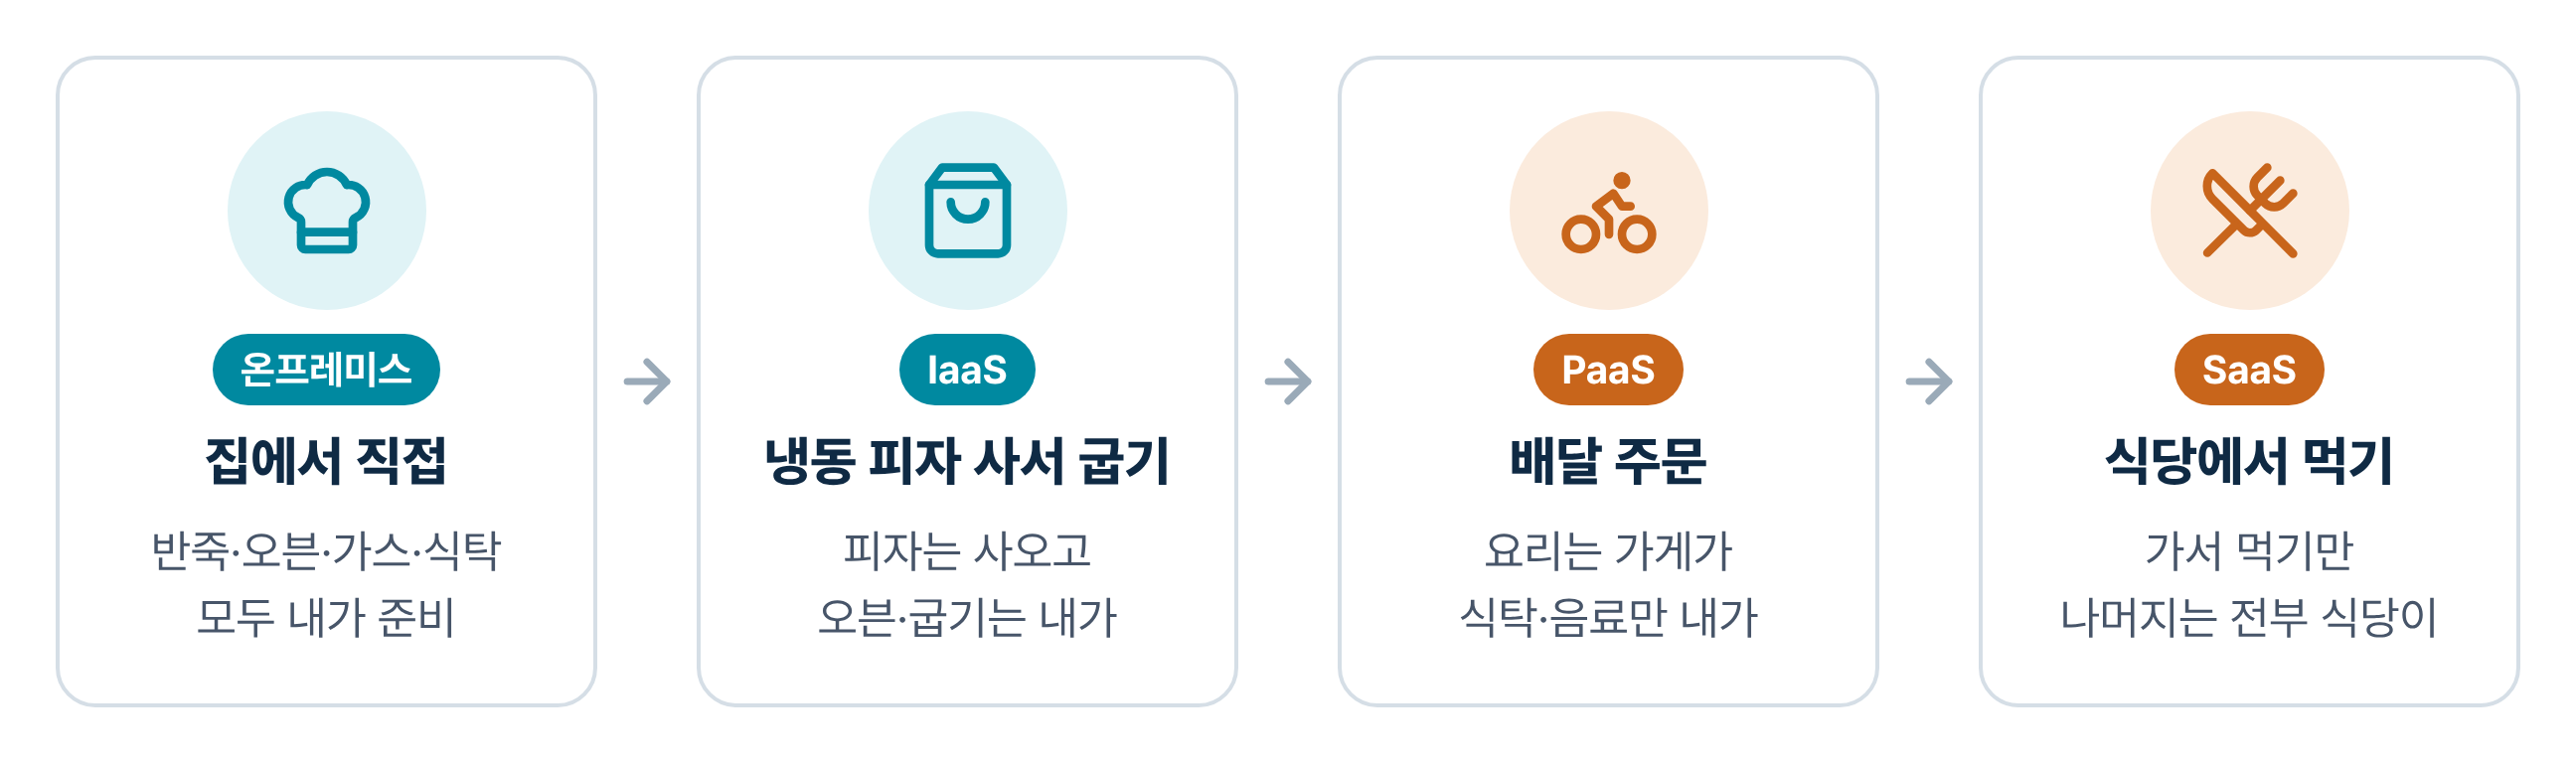 온프레미스
집에서 직접
반죽·오븐·가스·식탁
모두 내가 준비
IaaS
냉동 피자 사서 굽기
피자는 사오고
오븐·굽기는 내가
PaaS
배달 주문
요리는 가게가
식탁·음료만 내가
SaaS
식당에서 먹기
가서 먹기만
나머지는 전부 식당이